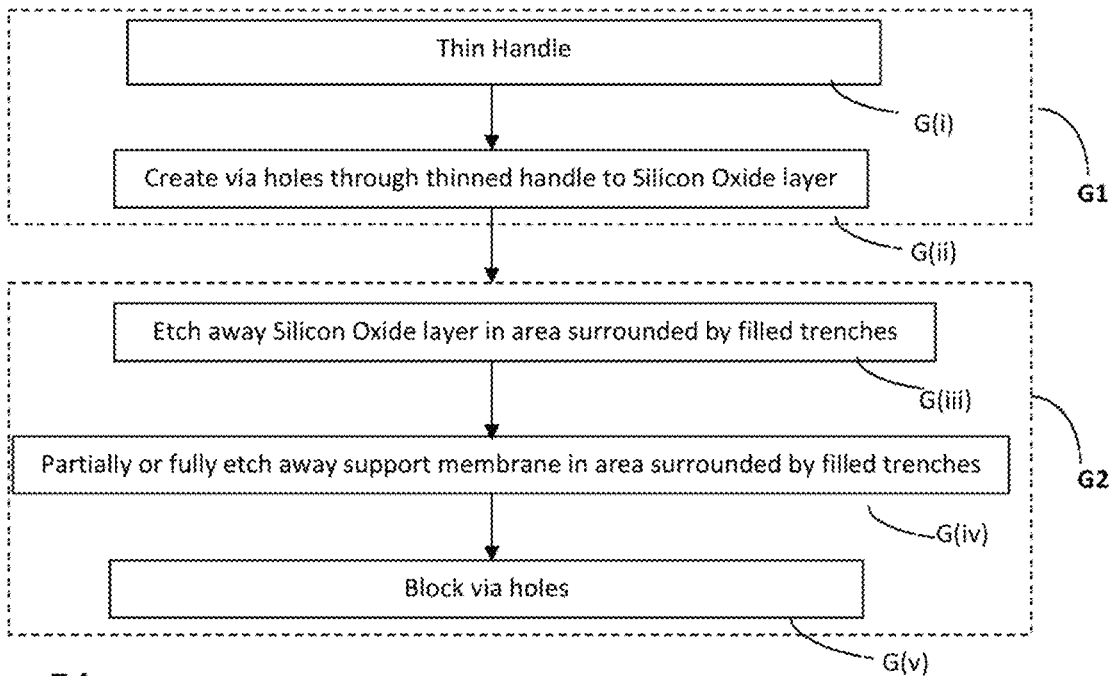 Thin Handle
G(i)
Create via holes through thinned handle to Silicon Oxide layer
G1
G(ii)
Etch away Silicon Oxide layer in area surrounded by filled trenches
G(iii)
Partially or fully etch away support membrane in area surrounded by filled trenches
G2
G(iv)
Block via holes
G(v)